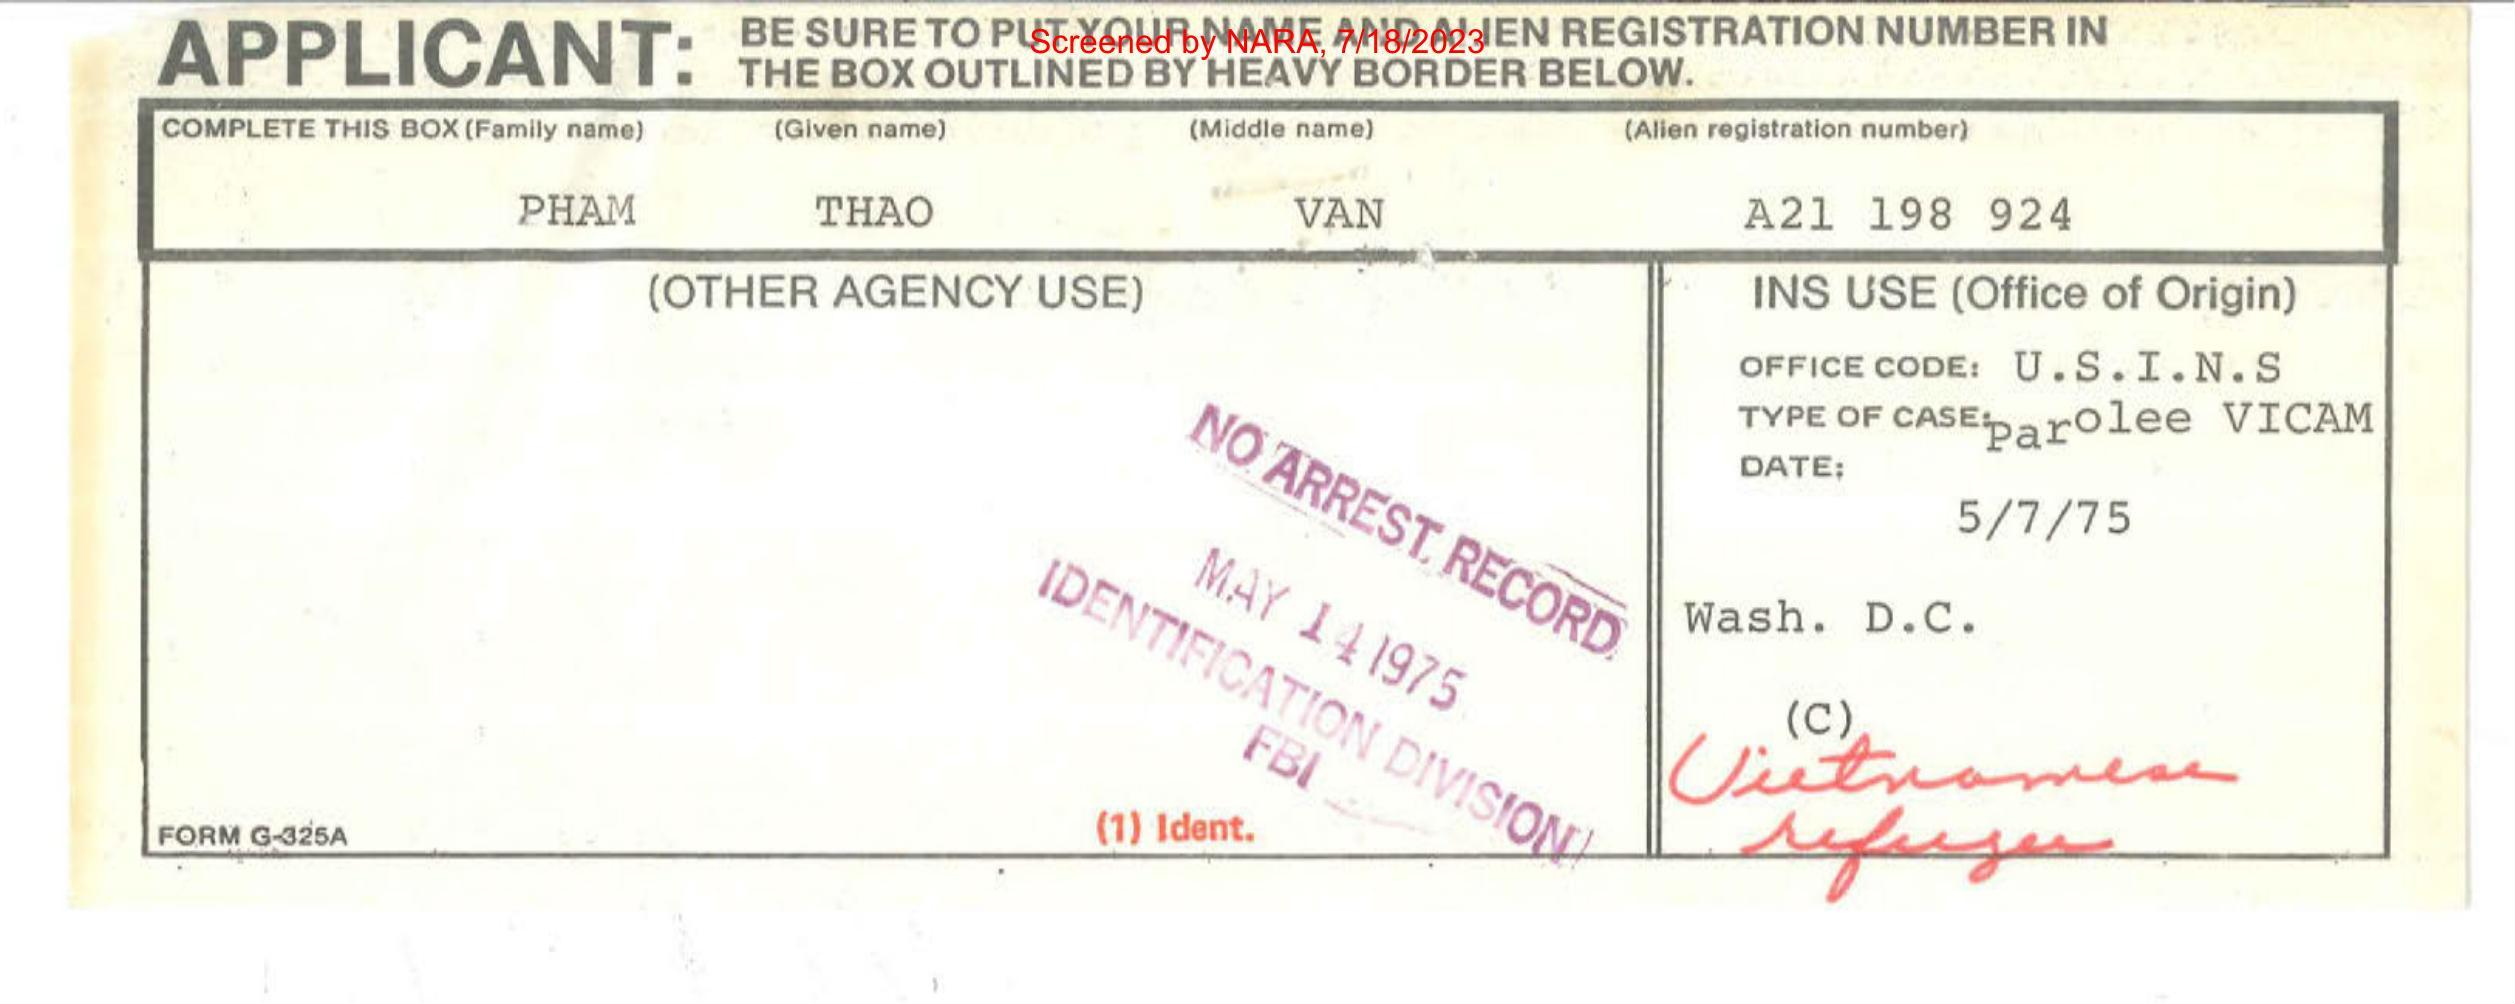 APPLICANT: BE SURE TO PUT YOUR NAME AND ALIEN REGISTRATION NUMBER IN
THE BOX OUTLINED BY HEAVY BORDER BELOW.
Screened by NARA, 7/18/2023
COMPLETE THIS BOX (Family name) (Given name) (Middle name) (Alien registration number)
PHAM THAO VAN A21 198 924
(OTHER AGENCY USE)
NO ARREST RECORD
MAY 14 1975
IDENTIFICATION DIVISION
FBI
(1) Ident.
FORM G-325A
INS USE (Office of Origin)
OFFICE CODE: U.S.I.N.S
TYPE OF CASE: parolee VICAM
DATE:
5/7/75
Wash. D.C.
(C)
Vietnamese
refugee